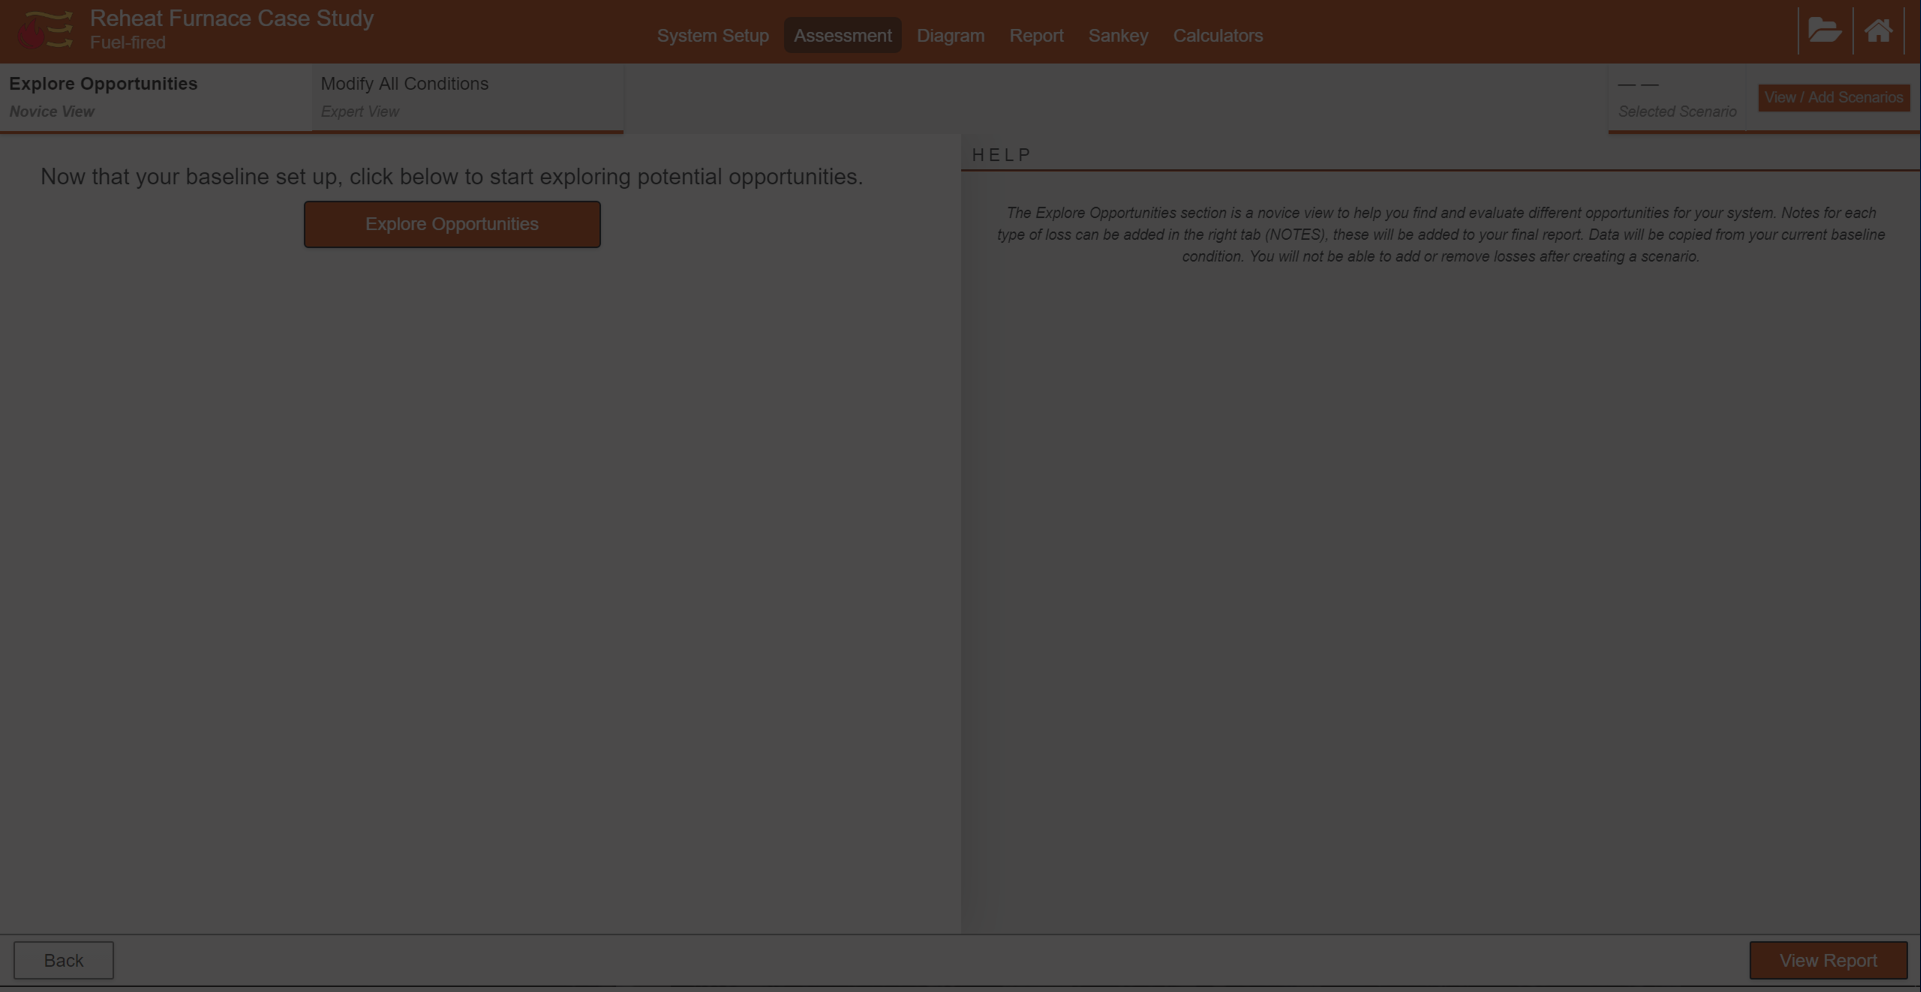 Reheat Furnace Case Study
Fuel-fired
System Setup
Assessment
Diagram
Report
Sankey
Calculators
Explore Opportunities
Novice View
Modify All Conditions
Expert View
— —
Selected Scenario
View / Add Scenarios
Now that your baseline set up, click below to start exploring potential opportunities.
Explore Opportunities
HELP
The Explore Opportunities section is a novice view to help you find and evaluate different opportunities for your system. Notes for each
type of loss can be added in the right tab (NOTES), these will be added to your final report. Data will be copied from your current baseline
condition. You will not be able to add or remove losses after creating a scenario.
Back
View Report